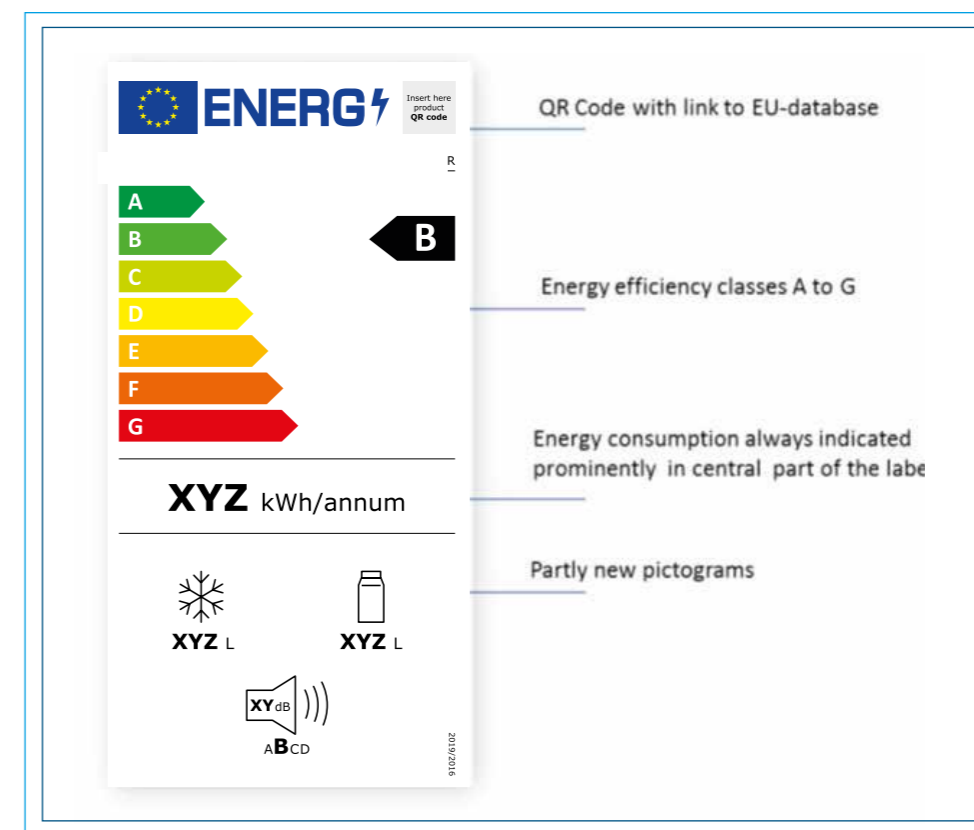 ENERG
Insert here
product
QR code
QR Code with link to EU-database
R
A
B
B
C
D
Energy efficiency classes A to G
E
F
G
Energy consumption always indicated
prominently in central part of the labe
XYZ kWh/annum
Partly new pictograms
XYZ L
XYZ L
XY dB
ABCD
2019/2016